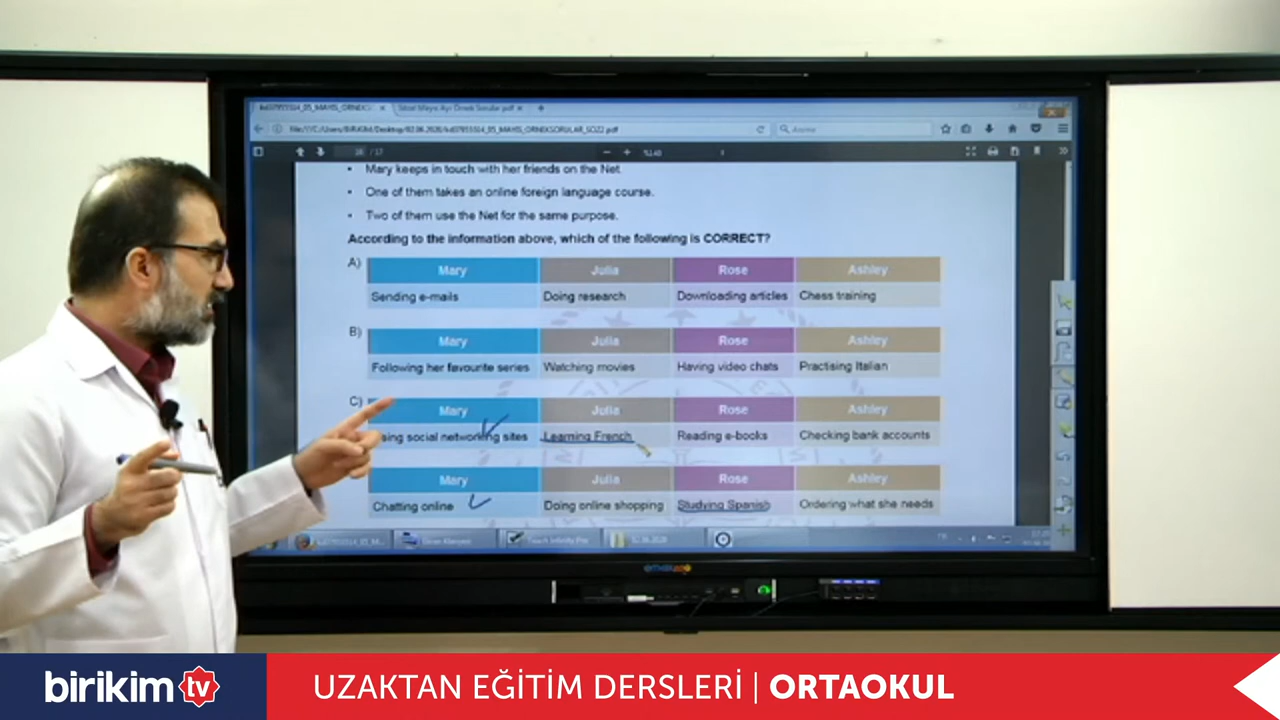 Mary keeps in touch with her friends on the Net.
One of them takes an online foreign language course.
Two of them use the Net for the same purpose.
According to the information above, which of the following is CORRECT?
A)
Mary Julia Rose Ashley
Sending e-mails Doing research Downloading articles Chess training
B)
Mary Julia Rose Ashley
Following her favourite series Watching movies Having video chats Practising Italian
C)
Mary Julia Rose Ashley
sing social networking sites Learning French Reading e-books Checking bank accounts
Mary Julia Rose Ashley
Chatting online Doing online shopping Studying Spanish Ordering what she needs
birikim tv
UZAKTAN EĞİTİM DERSLERİ | ORTAOKUL